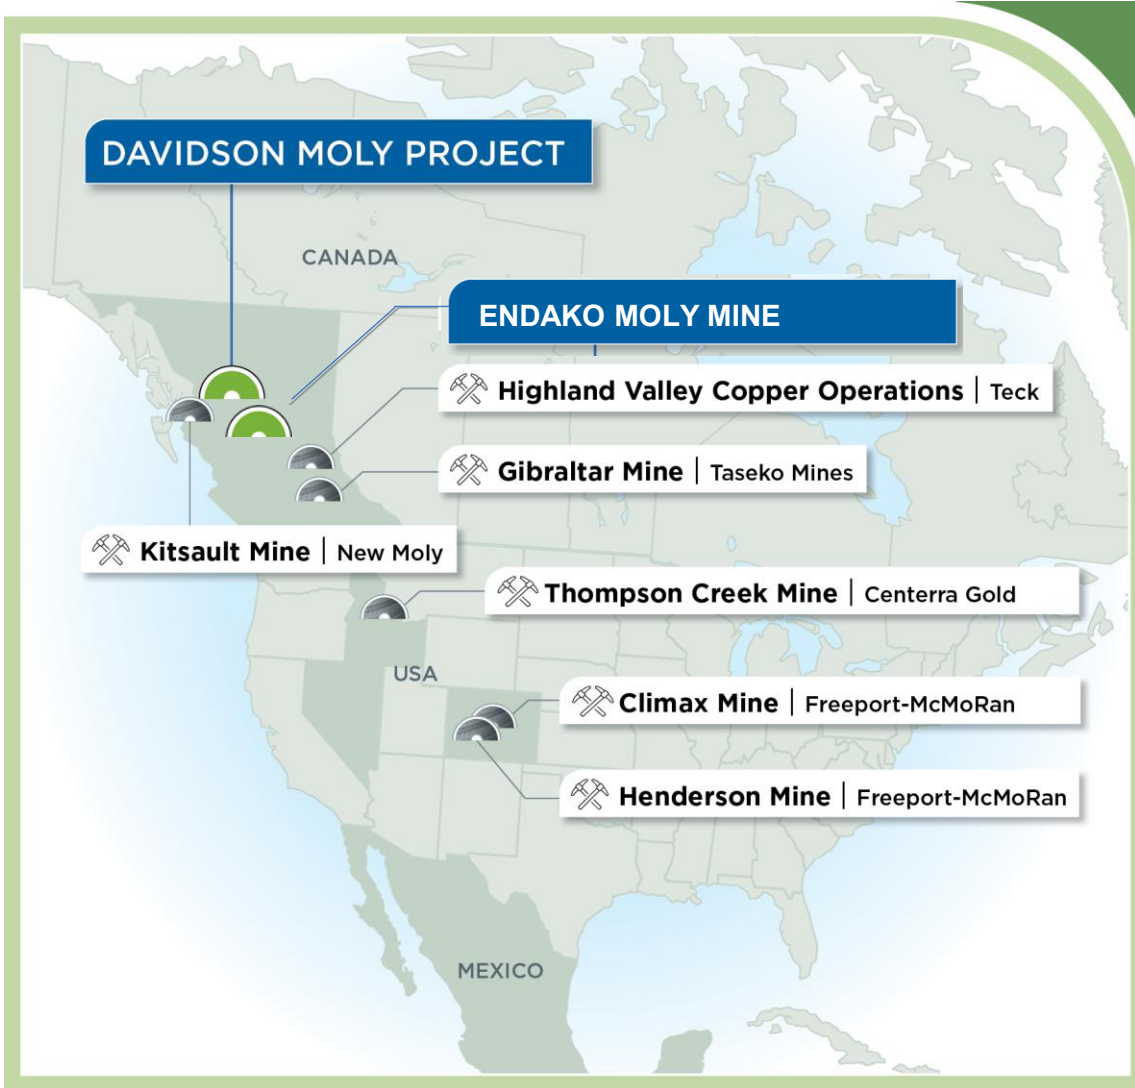 DAVIDSON MOLY PROJECT
CANADA
ENDAKO MOLY MINE
Highland Valley Copper Operations | Teck
Gibraltar Mine | Taseko Mines
Kitsault Mine | New Moly
Thompson Creek Mine | Centerra Gold
USA
Climax Mine | Freeport-McMoRan
Henderson Mine | Freeport-McMoRan
MEXICO